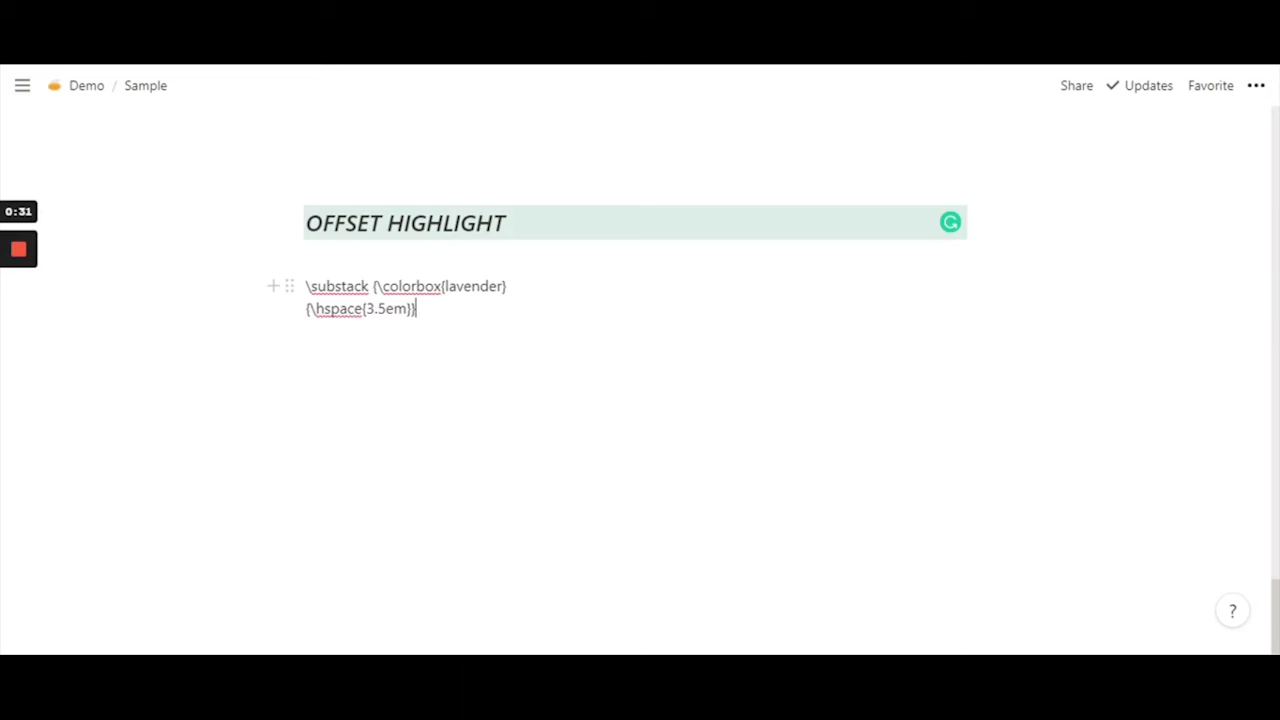 Demo / Sample
Share
Updates
Favorite
0:31
OFFSET HIGHLIGHT
\substack {\colorbox{lavender}
{\hspace{3.5em}}
?